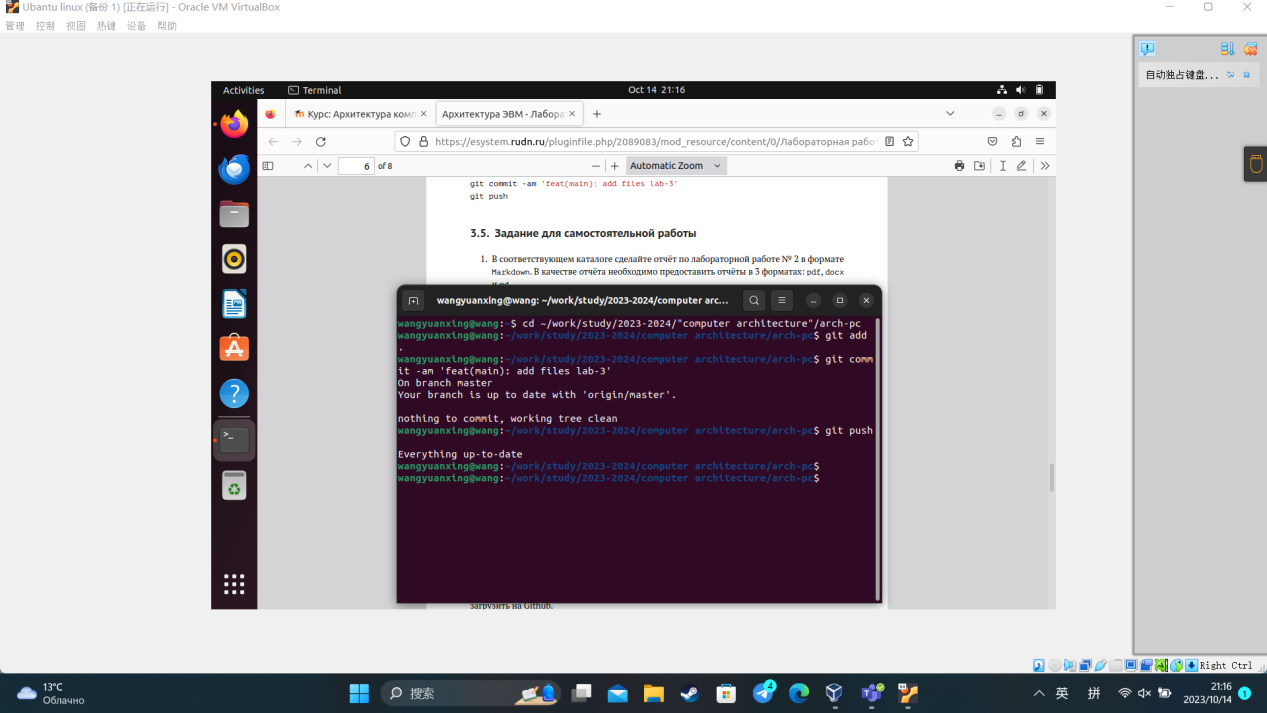 Ubantu linux (备份 1) [正在运行] - Oracle VM VirtualBox
管理 控制 视图 热键 设备 帮助
自动独占键盘...
Activities Terminal Oct 14 21:16
Курс: Архитектура комп Архитектура ЭВМ - Лабора
https://esystem.rudn.ru/pluginfile.php/2089083/mod_resource/content/0/Лабораторная рабо
6 of 8 Automatic Zoom
git commit -am 'feat(main): add files lab-3'
git push
3.5. Задание для самостоятельной работы
1. В соответствующем каталоге сделайте отчёт по лабораторной работе № 2 в формате
Markdown. В качестве отчёта необходимо предоставить отчёты в 3 форматах: pdf, docx
wangyuanxing@wang: ~/work/study/2023-2024/computer arc...
wangyuanxing@wang:~$ cd ~/work/study/2023-2024/"computer architecture"/arch-pc
wangyuanxing@wang:~/work/study/2023-2024/computer architecture/arch-pc$ git add
.
wangyuanxing@wang:~/work/study/2023-2024/computer architecture/arch-pc$ git comm
it -am 'feat(main): add files lab-3'
On branch master
Your branch is up to date with 'origin/master'.
nothing to commit, working tree clean
wangyuanxing@wang:~/work/study/2023-2024/computer architecture/arch-pc$ git push
Everything up-to-date
wangyuanxing@wang:~/work/study/2023-2024/computer architecture/arch-pc$
wangyuanxing@wang:~/work/study/2023-2024/computer architecture/arch-pc$
загрузить на Github.
Right Ctrl
13°C
Облачно
搜索
4
英 拼
21:16
2023/10/14
1